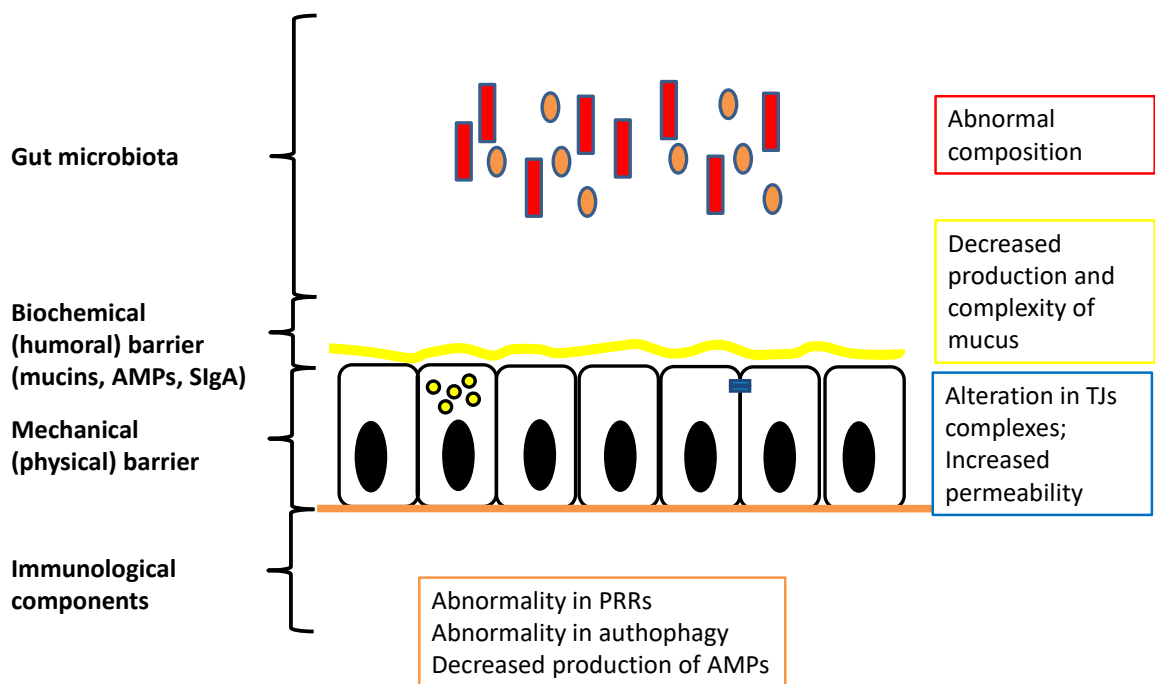 Gut microbiota
Abnormal
composition
Biochemical
(humoral) barrier
(mucins, AMPs, SIgA)
Decreased
production and
complexity of
mucus
Mechanical
(physical) barrier
Alteration in TJs
complexes;
Increased
permeability
Immunological
components
Abnormality in PRRs
Abnormality in authophagy
Decreased production of AMPs